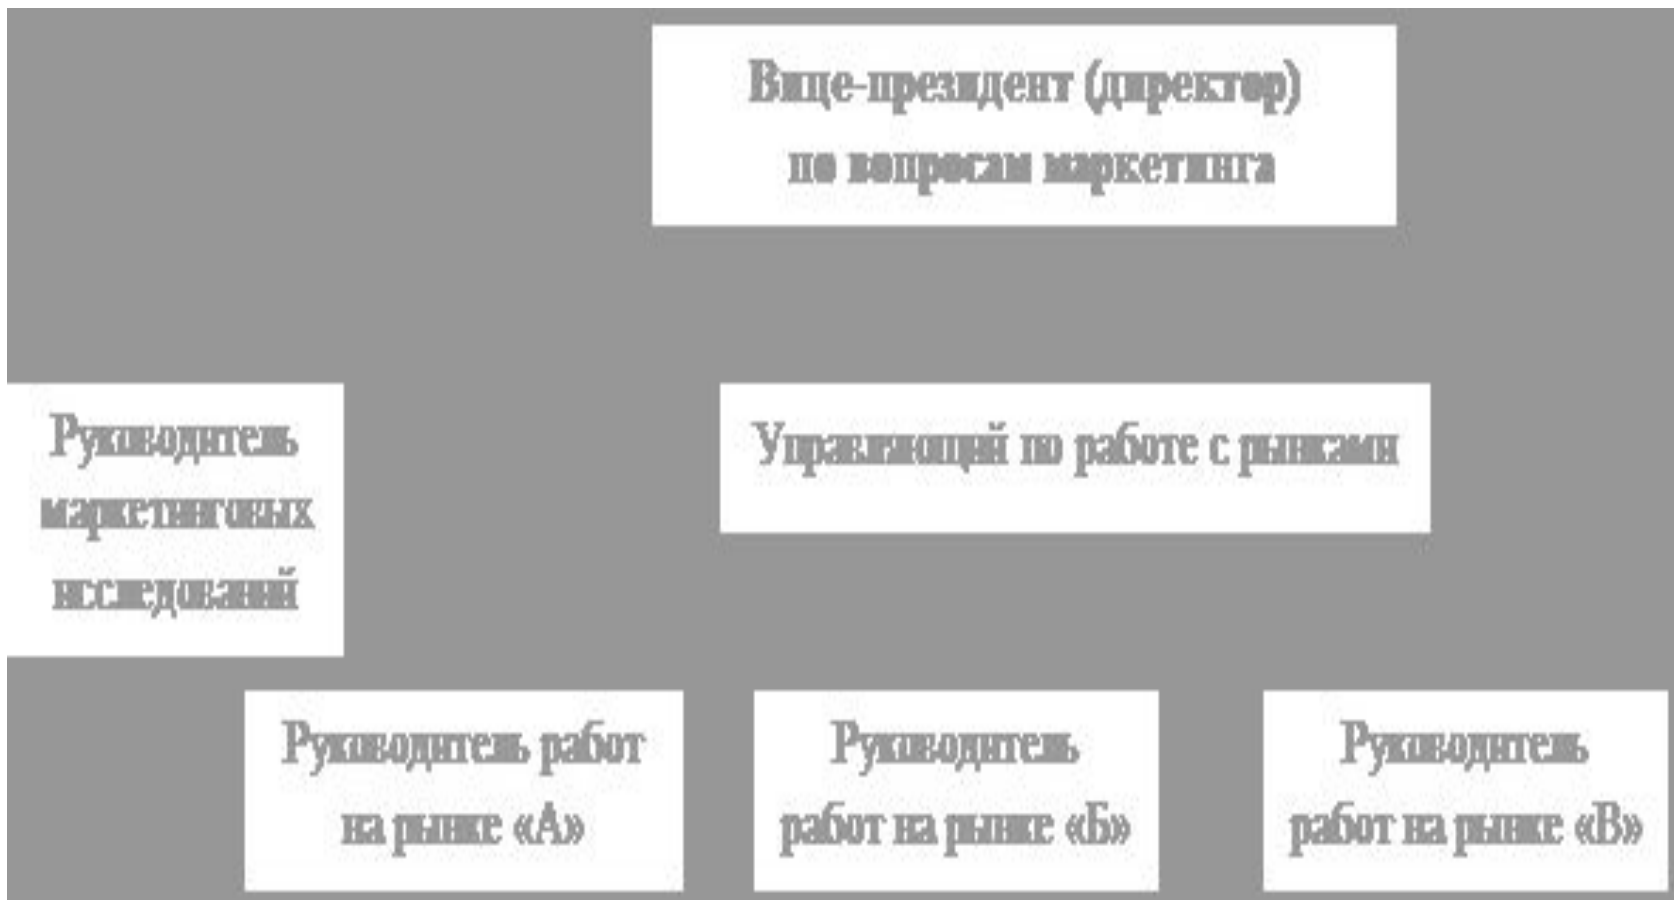 Вице-президент (директор)
по вопросам маркетинга
Руководитель
маркетинговых
исследований
Управляющий по работе с рынками
Руководитель работ
на рынке «А»
Руководитель
работ на рынке «Б»
Руководитель
работ на рынке «В»